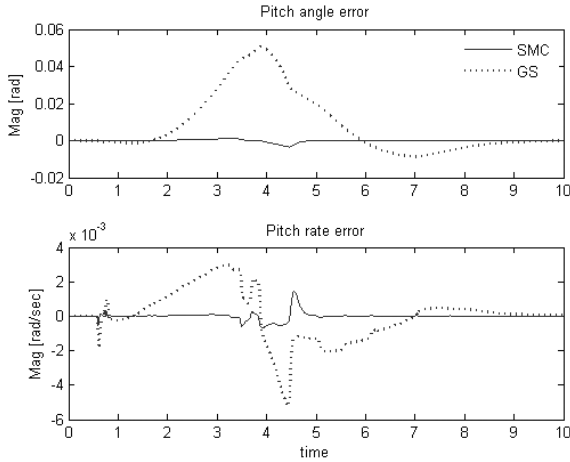 Pitch angle error
0.06
0.04
0.02
0
-0.02
Mag [rad]
SMC
GS
0 1 2 3 4 5 6 7 8 9 10
Pitch rate error
x 10^-3
4
2
0
-2
-4
-6
Mag [rad/sec]
0 1 2 3 4 5 6 7 8 9 10
time